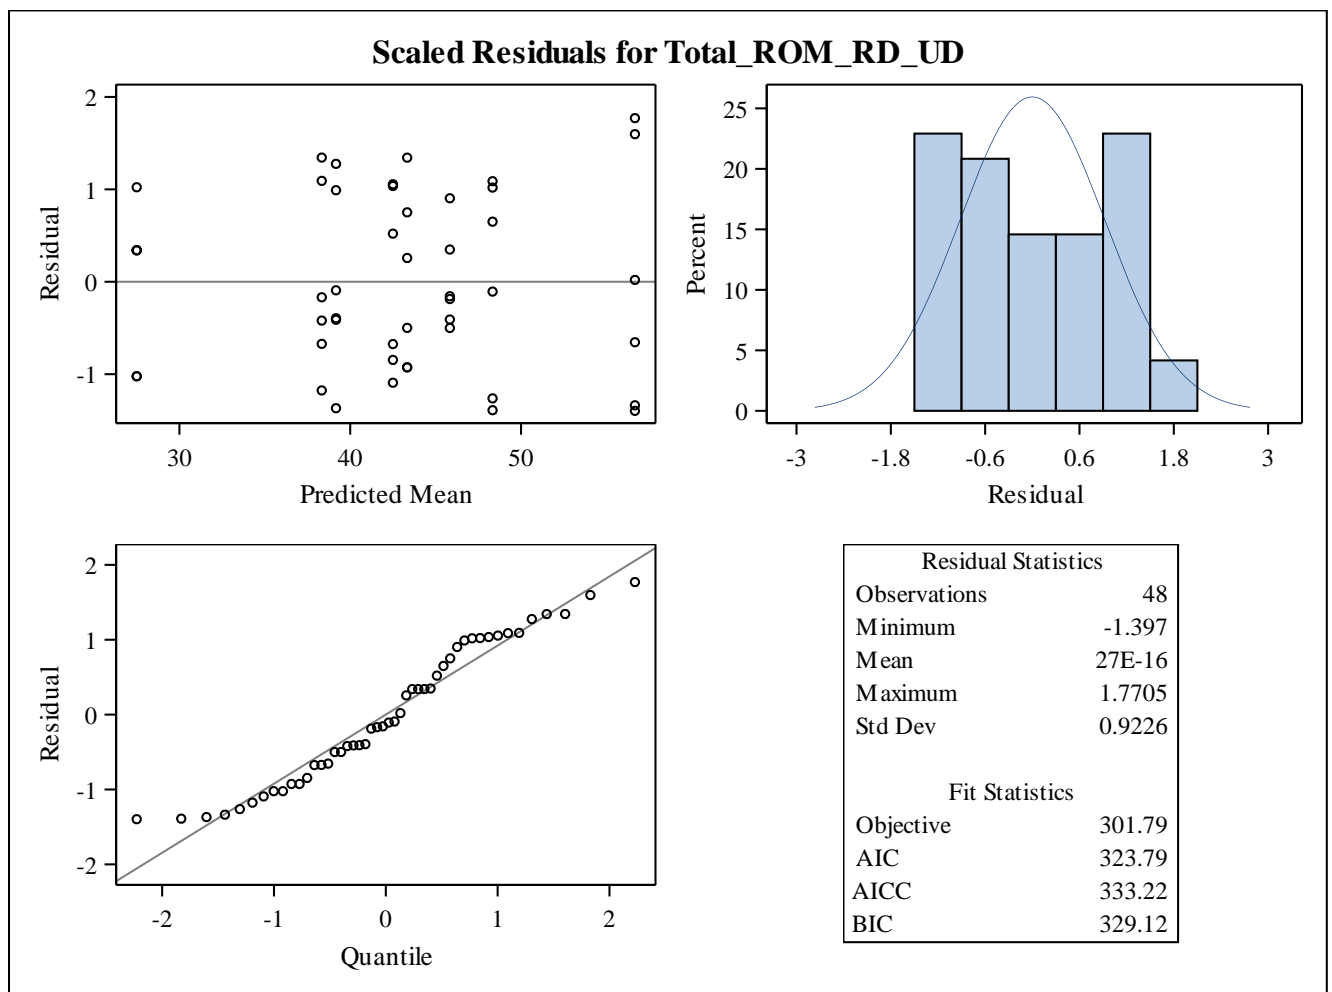 Scaled Residuals for Total_ROM_RD_UD
2
1
0
-1
Residual
30
40
50
Predicted Mean
25
20
15
10
5
0
Percent
-3
-1.8
-0.6
0.6
1.8
3
Residual
2
1
0
-1
-2
Residual
-2
-1
0
1
2
Quantile
Residual Statistics
Observations 48
Minimum -1.397
Mean 27E-16
Maximum 1.7705
Std Dev 0.9226
Fit Statistics
Objective 301.79
AIC 323.79
AICC 333.22
BIC 329.12